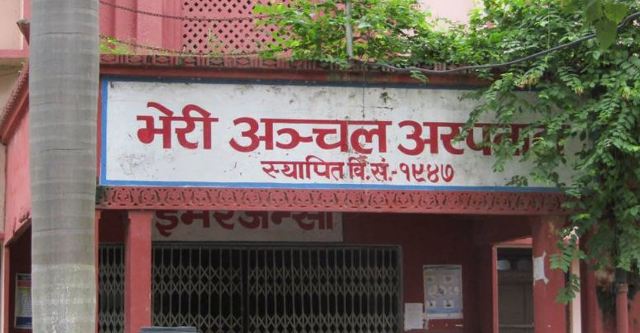 भेरी अञ्चल अस्पताल
स्थापित वि.सं.-१९४७
इमरजेन्सी